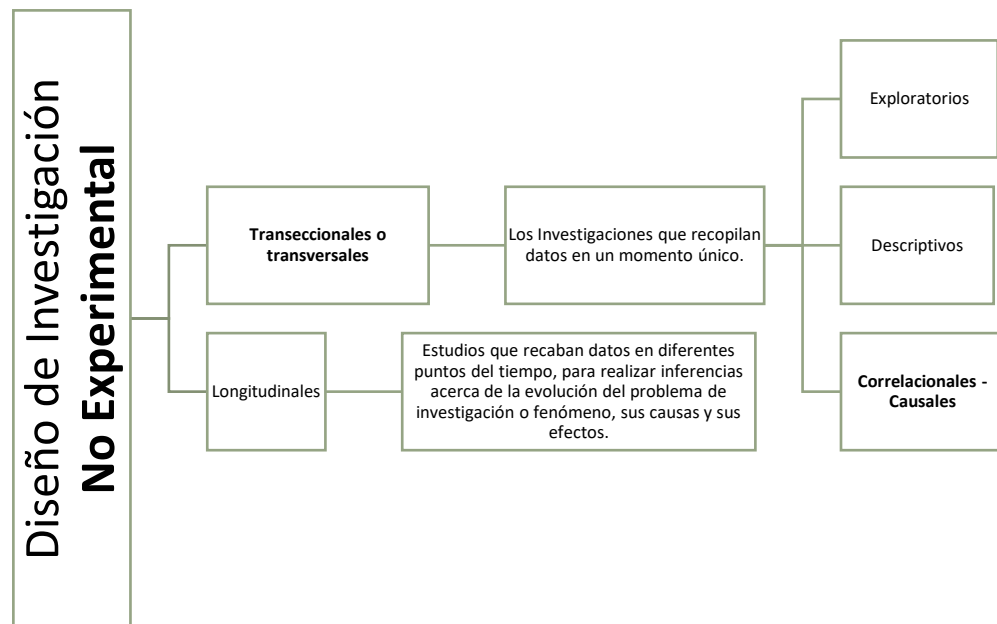 Diseño de Investigación
No Experimental
Transeccionales o
transversales
Los Investigaciones que recopilan
datos en un momento único.
Exploratorios
Descriptivos
Correlacionales -
Causales
Longitudinales
Estudios que recaban datos en diferentes
puntos del tiempo, para realizar inferencias
acerca de la evolución del problema de
investigación o fenómeno, sus causas y sus
efectos.